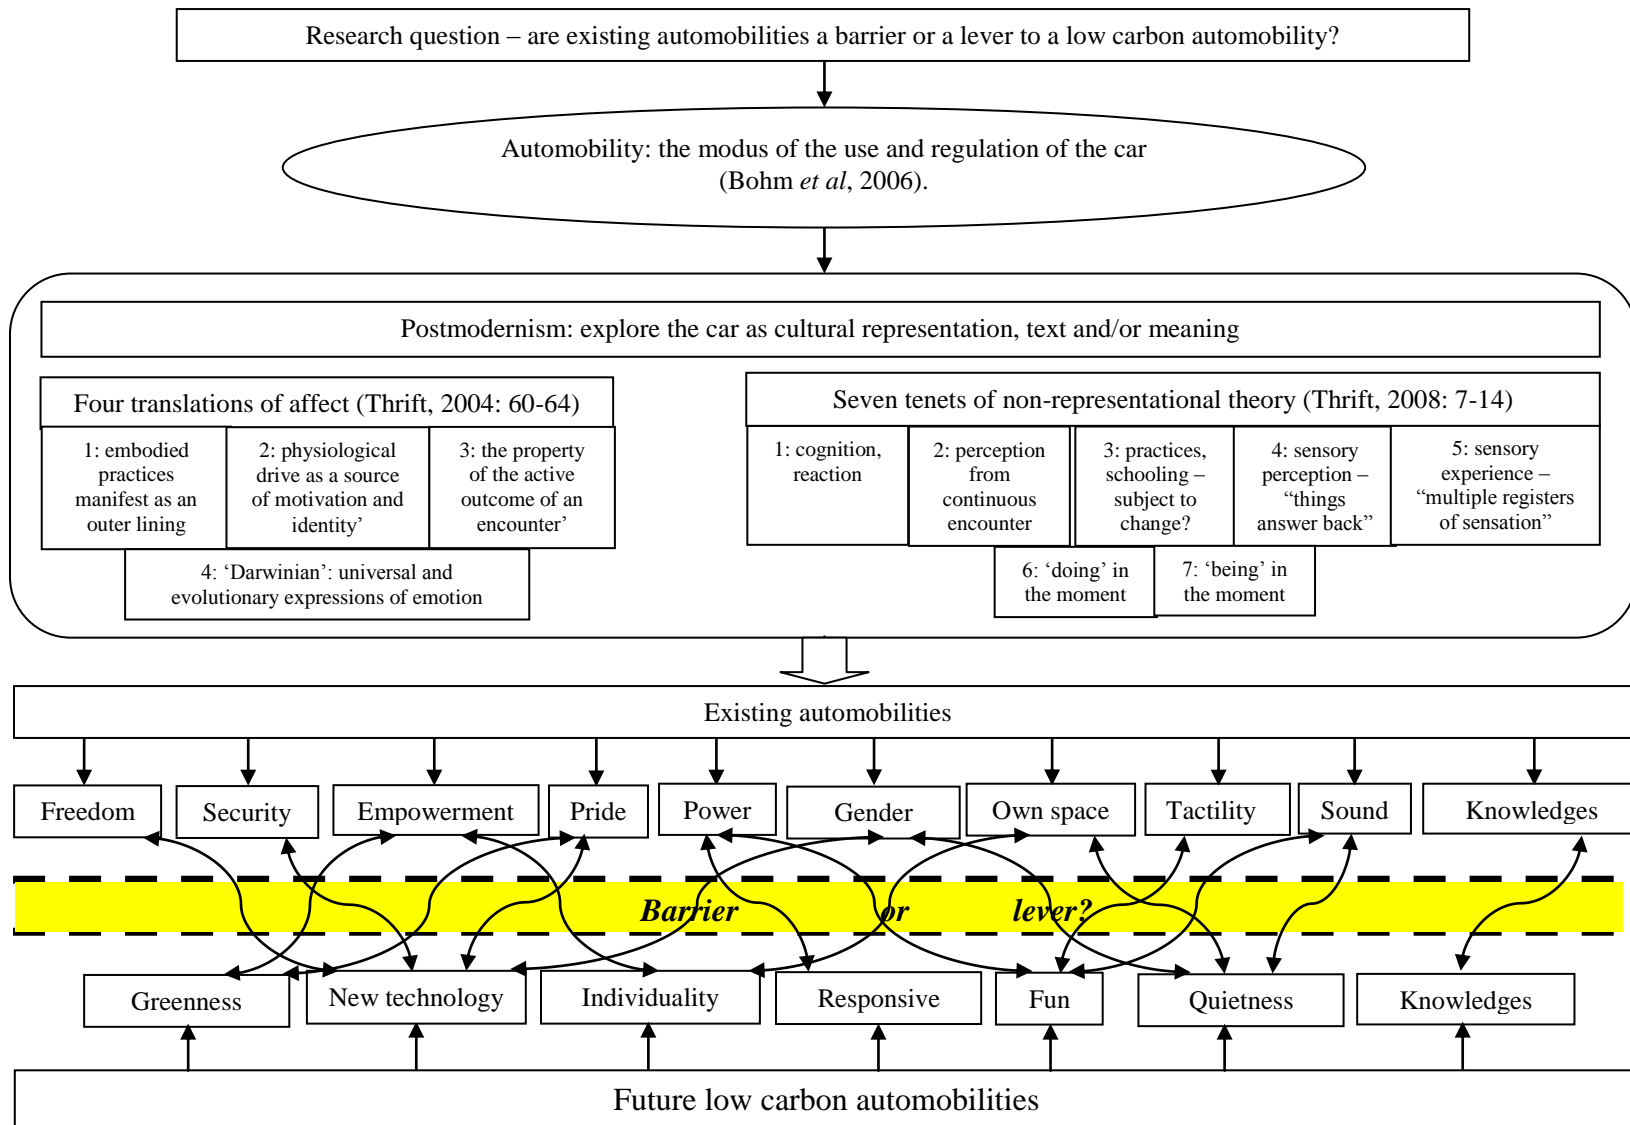 Research question – are existing automobilities a barrier or a lever to a low carbon automobility?
Automobility: the modus of the use and regulation of the car
(Bohm et al, 2006).
Postmodernism: explore the car as cultural representation, text and/or meaning
Four translations of affect (Thrift, 2004: 60-64)
1: embodied
practices
manifest as an
outer lining
2: physiological
drive as a source
of motivation and
identity’
3: the property
of the active
outcome of an
encounter’
4: ‘Darwinian’: universal and
evolutionary expressions of emotion
Seven tenets of non-representational theory (Thrift, 2008: 7-14)
1: cognition,
reaction
2: perception
from
continuous
encounter
3: practices,
schooling –
subject to
change?
4: sensory
perception –
“things
answer back”
5: sensory
experience –
“multiple registers
of sensation”
6: ‘doing’ in
the moment
7: ‘being’ in
the moment
Existing automobilities
Freedom
Security
Empowerment
Pride
Power
Gender
Own space
Tactility
Sound
Knowledges
Barrier or lever?
Greenness
New technology
Individuality
Responsive
Fun
Quietness
Knowledges
Future low carbon automobilities